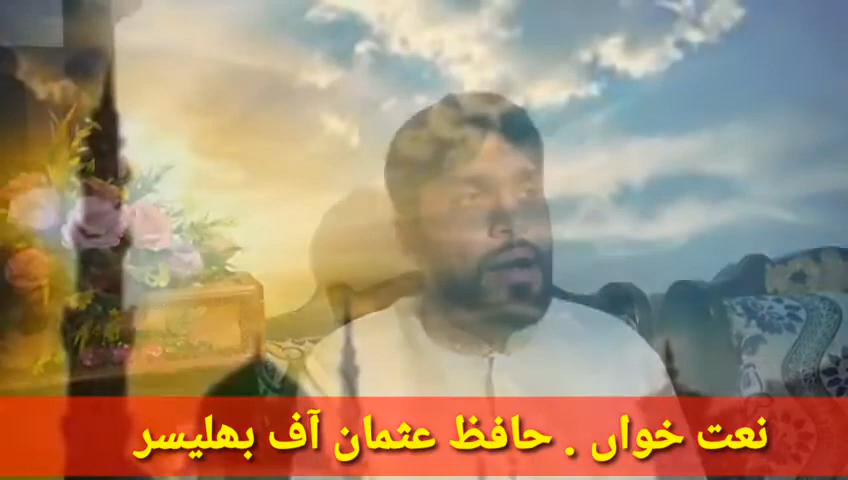 نعت خواں . حافظ عثمان آف بھلیسر